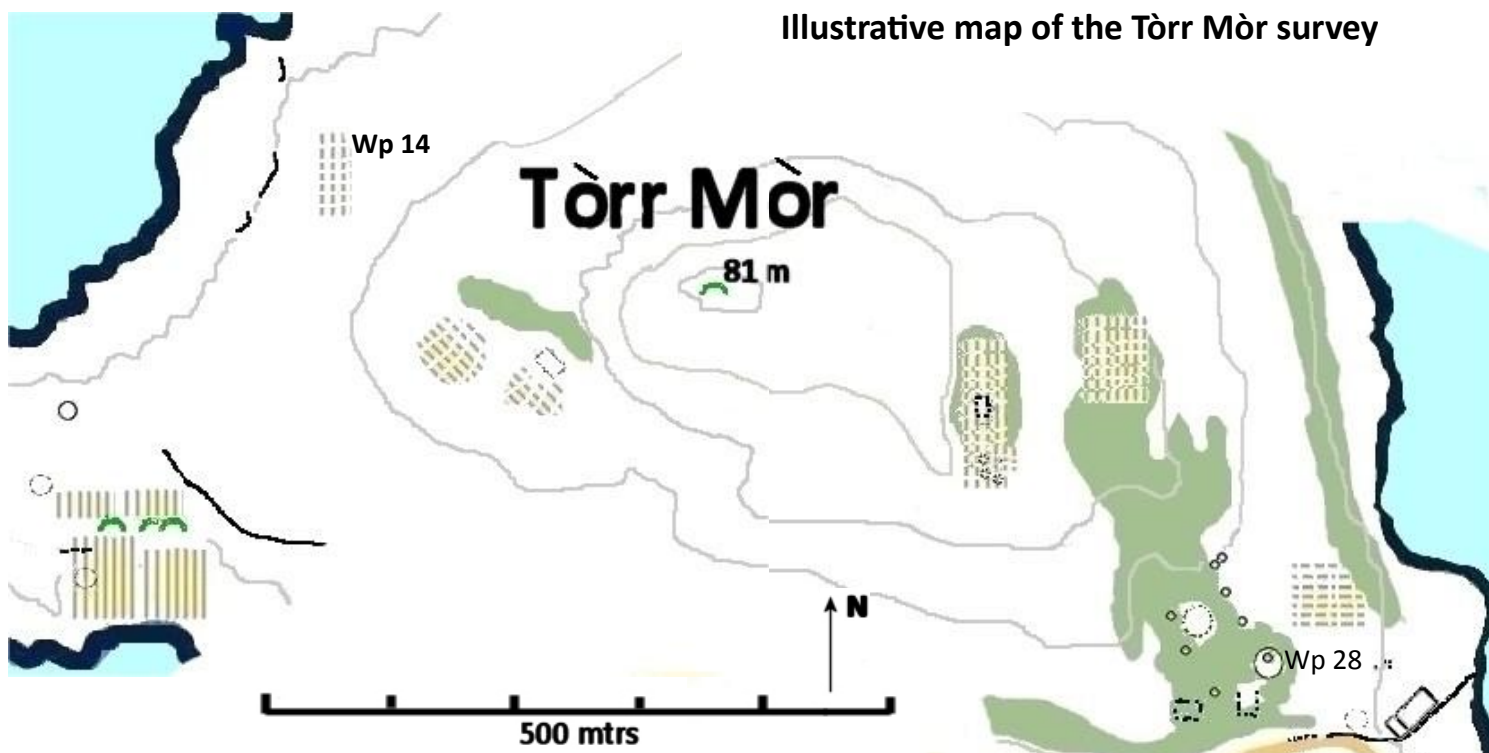 Illustrative map of the Tòrr Mòr survey
Wp 14
Tòrr Mòr
81 m
N
Wp 28
500 mtrs